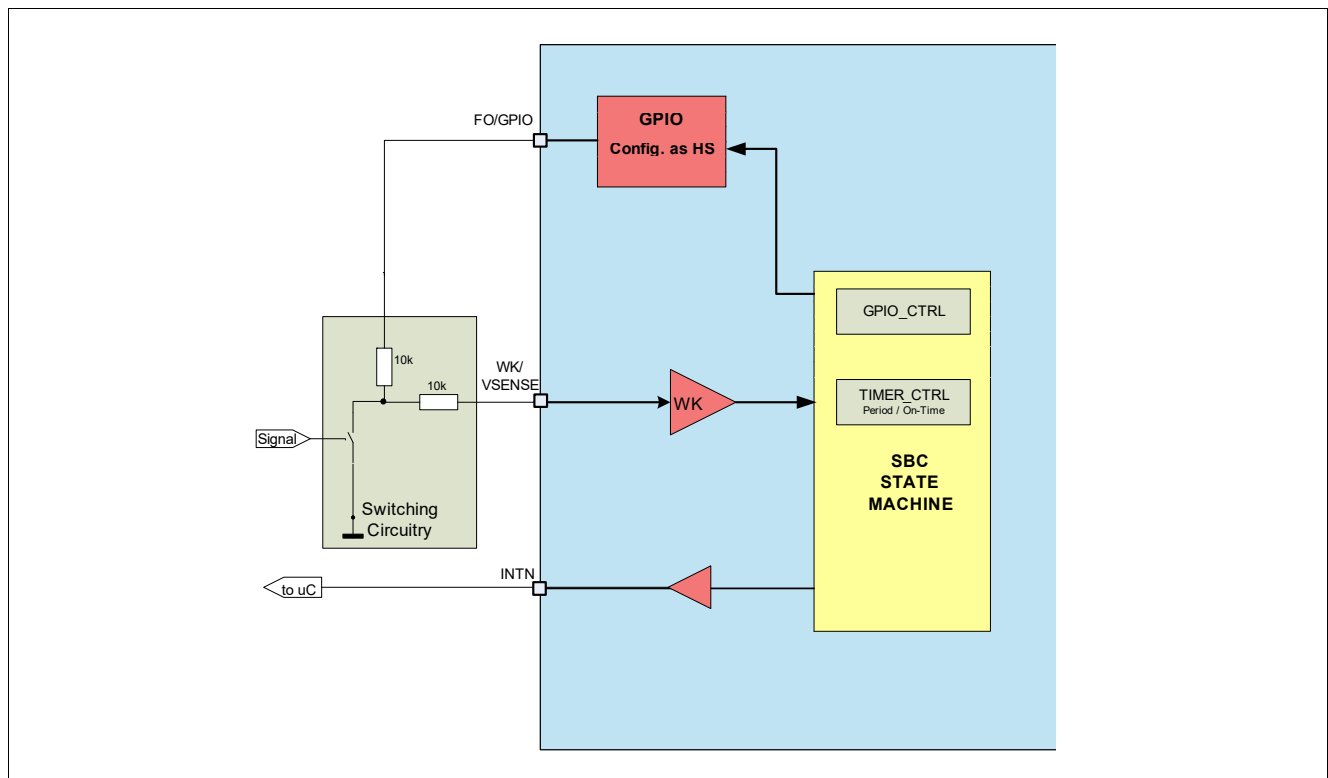 FO/GPIO
GPIO
Config. as HS
GPIO_CTRL
10k
10k
WK/
VSENSE
WK
TIMER_CTRL
Period / On-Time
Signal
SBC
STATE
MACHINE
Switching
Circuitry
INTN
to uC